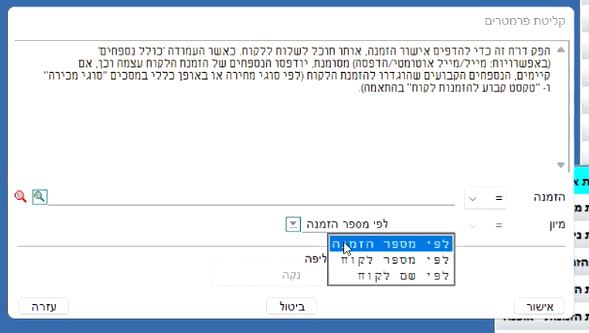 קליטת פרמטרים
הפק דו״ח זה כדי להדפיס אישור הזמנה, אותו תוכל לשלוח ללקוח. כאשר העמודה 'כולל נספחים'
(באפשרויות: מייל/מייל אוטומטי/הדפסה) מסומנת, יודפסו הנספחים של הזמנת הלקוח עצמה וכן, אם
קיימים, הנספחים הקבועים שהוגדרו להזמנת הלקוח (לפי סוגי מחירה או באופן כללי במסכים "סוגי מכירה"
ו- "טקסט קבוע להזמנות לקוח" בהתאמה).
הזמנה =
מיון = לפי מספר הזמנה
לפי מספר הזמנה
לפי מספר לקוח
לפי שם לקוח
ליפה
נקה
אישור ביטול עזרה